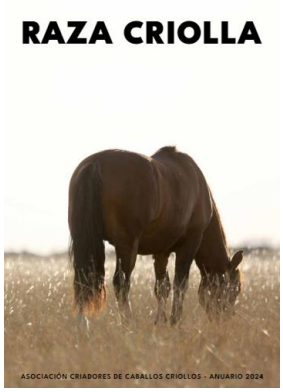 RAZA CRIOLLA
ASOCIACIÓN CRIADORES DE CABALLOS CRIOLLOS - ANUARIO 2024